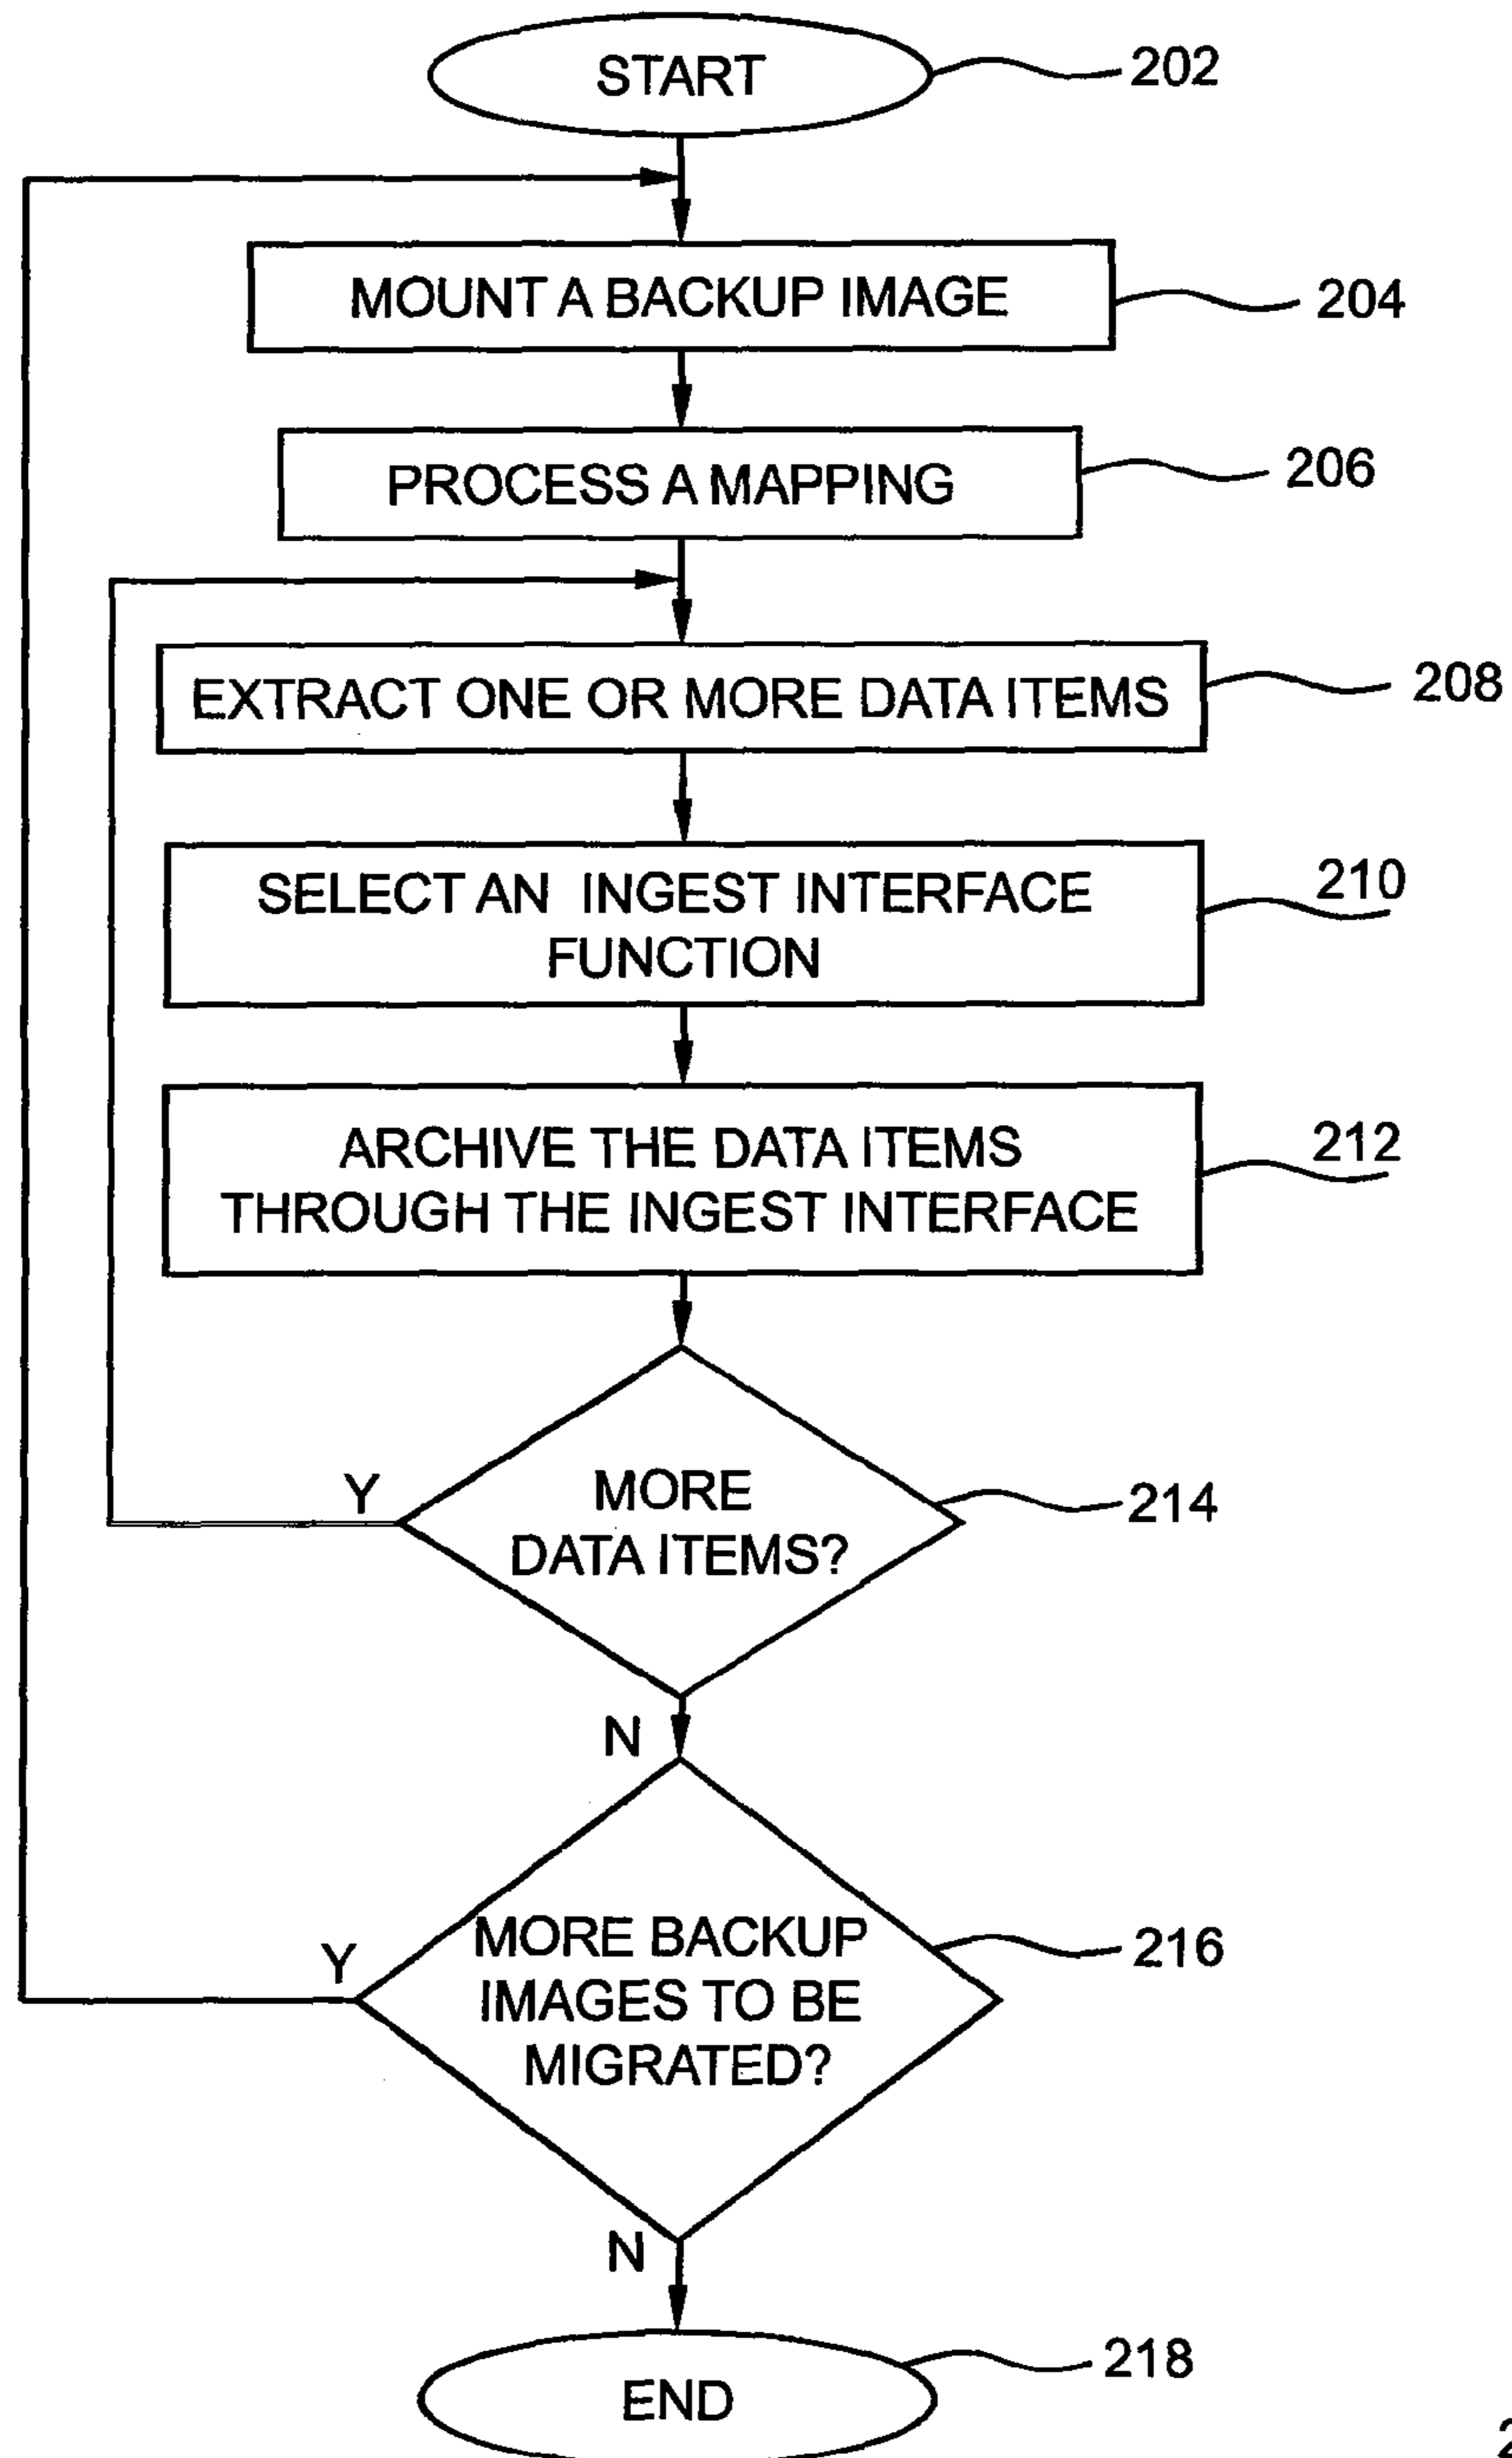 START
202
MOUNT A BACKUP IMAGE
204
PROCESS A MAPPING
206
EXTRACT ONE OR MORE DATA ITEMS
208
SELECT AN INGEST INTERFACE
FUNCTION
210
ARCHIVE THE DATA ITEMS
THROUGH THE INGEST INTERFACE
212
MORE
DATA ITEMS?
214
Y
N
MORE BACKUP
IMAGES TO BE
MIGRATED?
216
Y
N
END
218